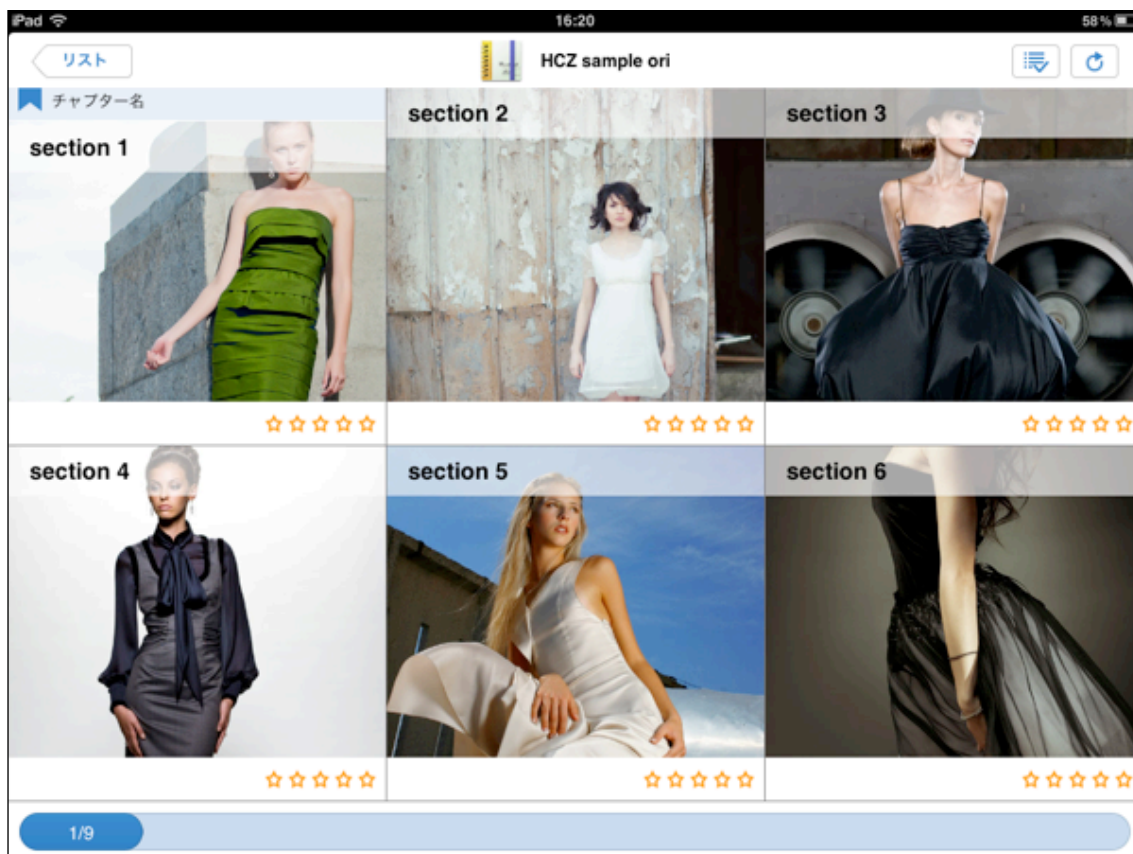 iPad
16:20
58%
リスト
HCZ sample ori
チャプター名
section 1
section 2
section 3
section 4
section 5
section 6
1/9